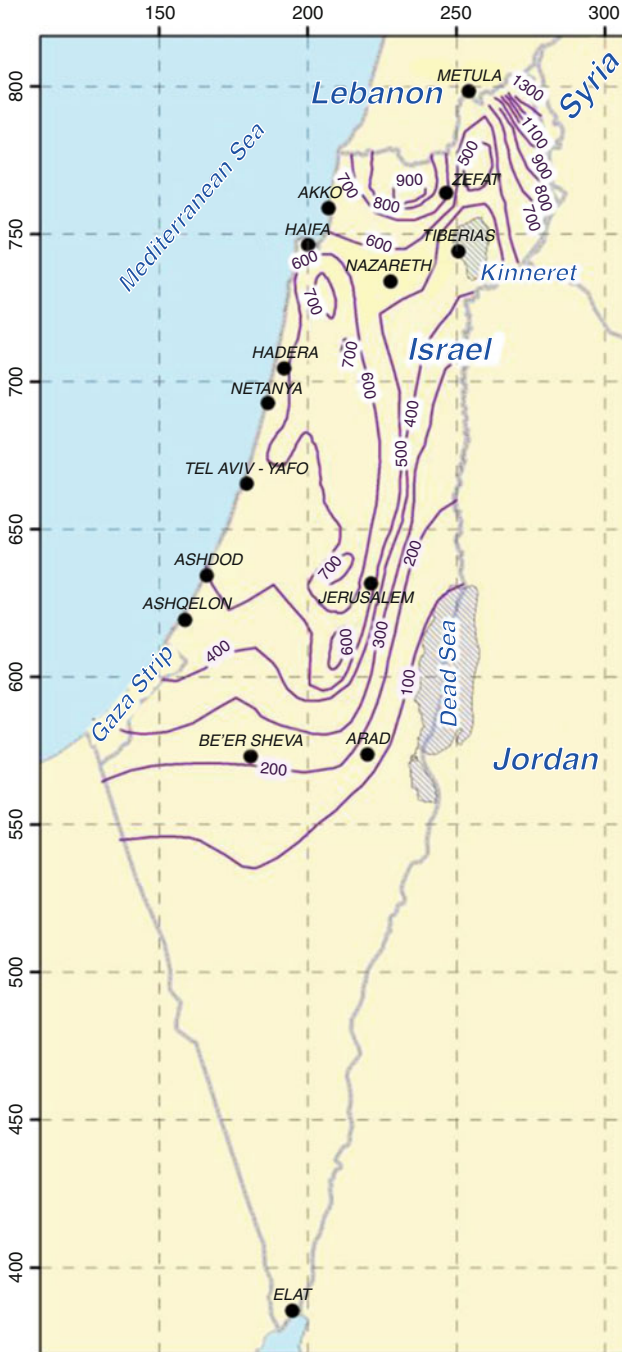 150 200 250 300
800
750
700
650
600
550
500
450
400
METULA
Lebanon
Syria
Mediterranean Sea
1300
1100
900
800
700
500
700
900
800
ZEFAT
AKKO
600
HAIFA
TIBERIAS
600
NAZARETH
Kinneret
700
HADERA
700
Israel
600
NETANYA
400
500
TEL AVIV - YAFO
200
ASHDOD
700
JERUSALEM
ASHQELON
300
600
400
Gaza Strip
100
Dead Sea
BE'ER SHEVA
ARAD
200
Jordan
ELAT